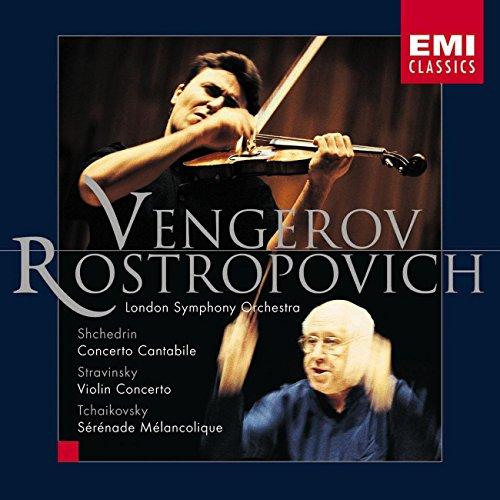 EMI
CLASSICS
VENGEROV
ROSTROPOVICH
London Symphony Orchestra
Shchedrin
Concerto Cantabile
Stravinsky
Violin Concerto
Tchaikovsky
Sérénade Mélancolique